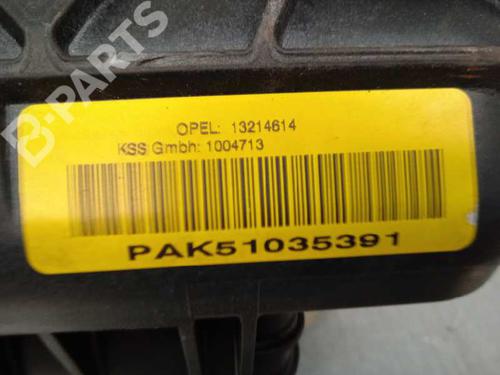 B-PARTS
OPEL: 13214614
KSS Gmbh: 1004713
PAK51035391